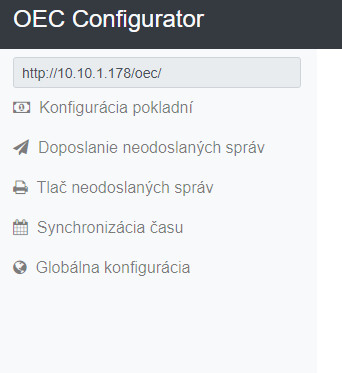 OEC Configurator
http://10.10.1.178/oec/
Konfigurácia pokladní
Doposlanie neodoslaných správ
Tlač neodoslaných správ
Synchronizácia času
Globálna konfigurácia